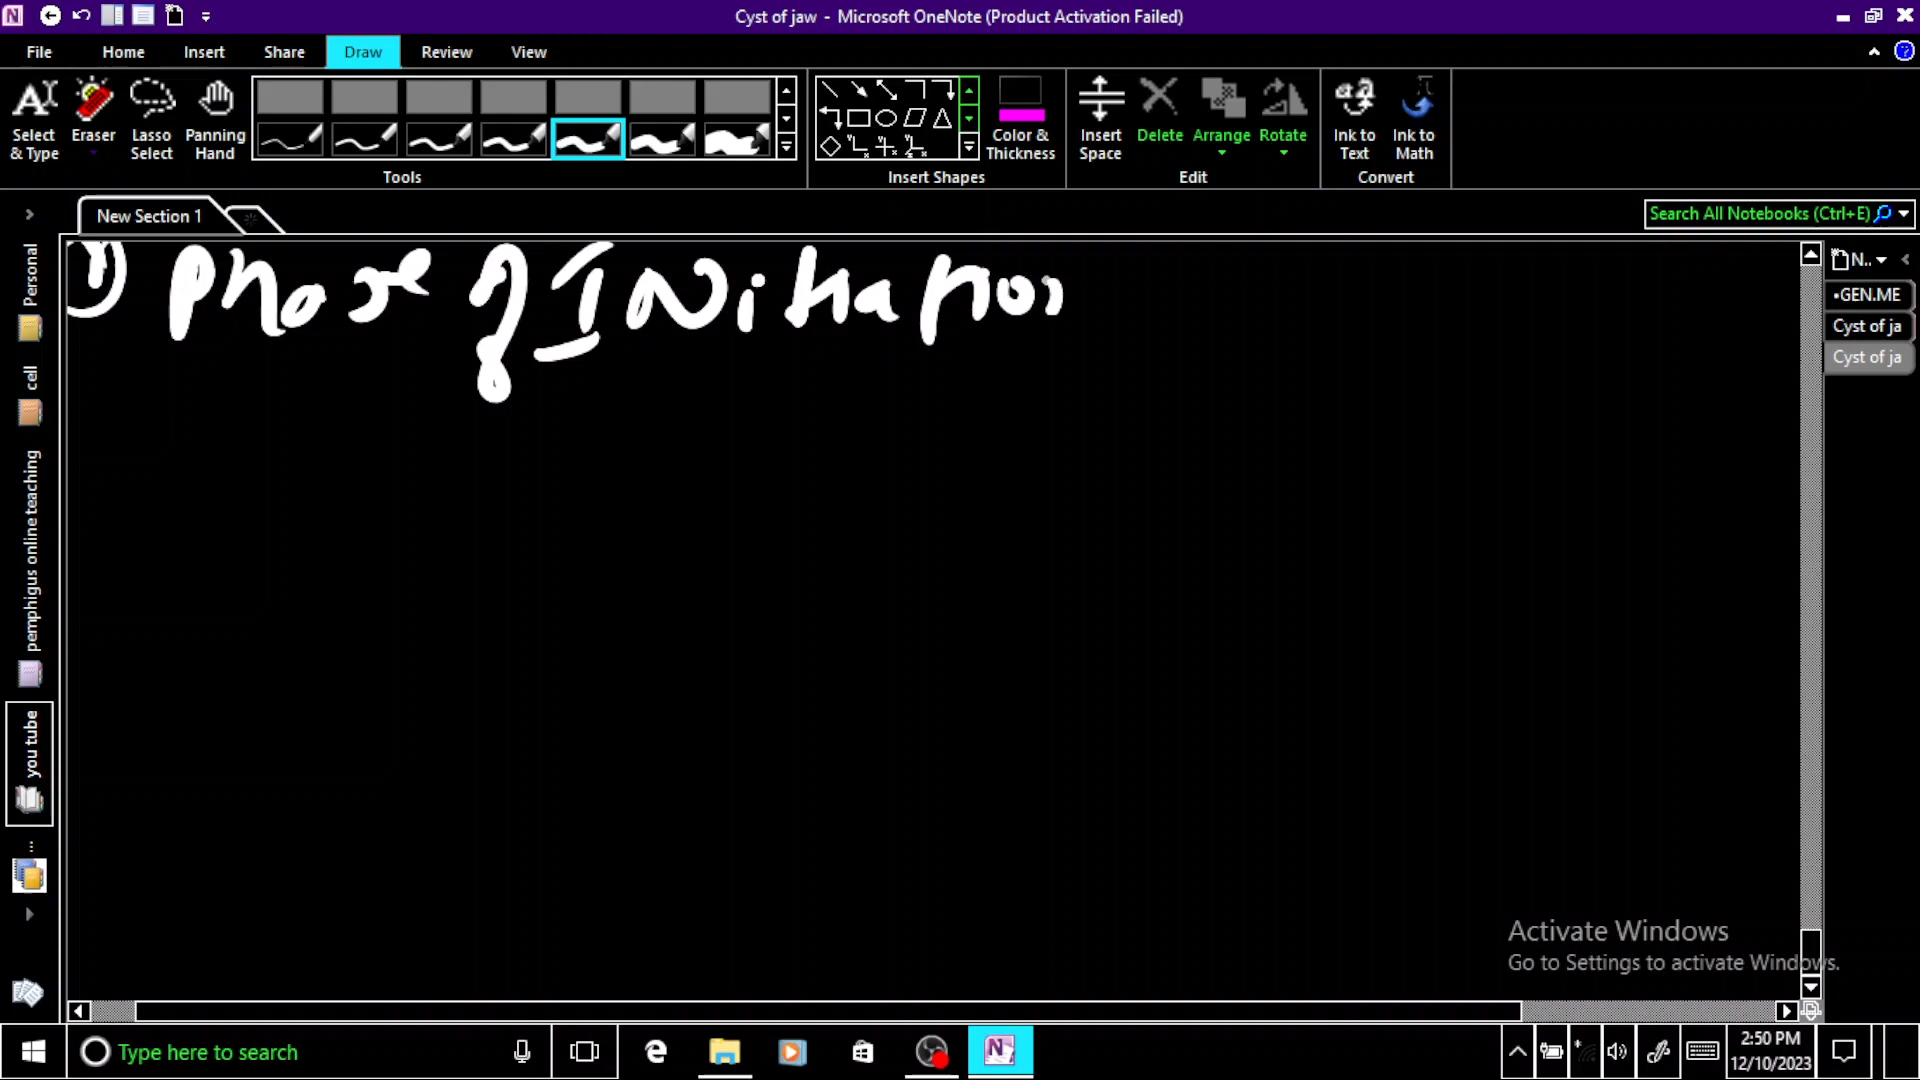 Cyst of jaw - Microsoft OneNote (Product Activation Failed)
File Home Insert Share Draw Review View
Select & Type
Eraser
Lasso Select
Panning Hand
Color & Thickness
Insert Space
Delete
Arrange
Rotate
Ink to Text
Ink to Math
Tools
Insert Shapes
Edit
Convert
New Section 1
Search All Notebooks (Ctrl+E)
Personal
cell
pemphigus online teaching
you tube
N..
•GEN.ME
Cyst of ja
Cyst of ja
1) Phase of INitiation
Activate Windows
Go to Settings to activate Windows.
Type here to search
2:50 PM
12/10/2023